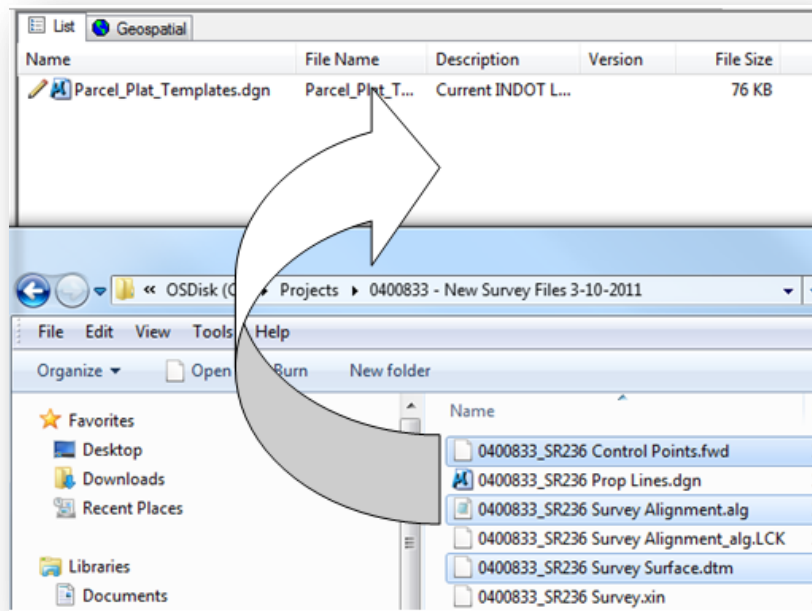 List Geospatial
Name File Name Description Version File Size
Parcel_Plat_Templates.dgn Parcel_Plat_T... Current INDOT L... 76 KB
« OSDisk (C Projects 0400833 - New Survey Files 3-10-2011
File Edit View Tools Help
Organize Open Burn New folder
Name
Favorites
Desktop
Downloads
Recent Places
Libraries
Documents
0400833_SR236 Control Points.fwd
0400833_SR236 Prop Lines.dgn
0400833_SR236 Survey Alignment.alg
0400833_SR236 Survey Alignment_alg.LCK
0400833_SR236 Survey Surface.dtm
0400833_SR236 Survey.xin